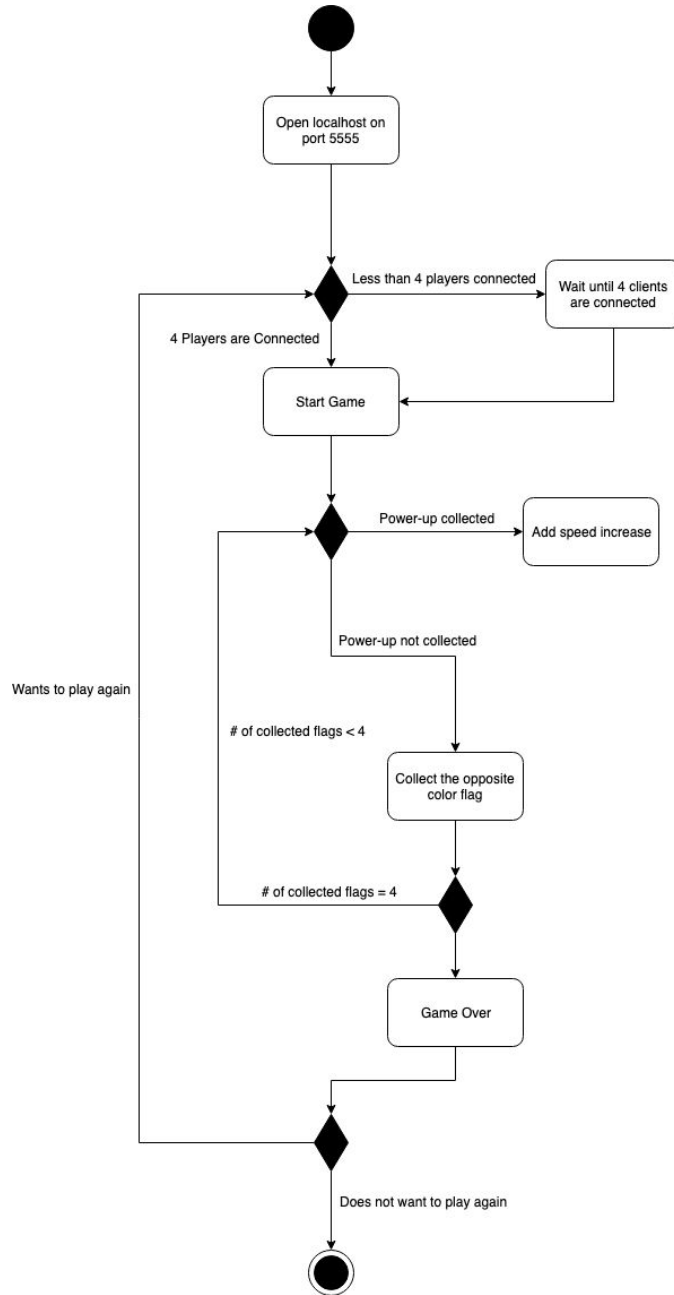 Open localhost on
port 5555
Less than 4 players connected
Wait until 4 clients
are connected
4 Players are Connected
Start Game
Power-up collected
Add speed increase
Power-up not collected
Wants to play again
# of collected flags < 4
Collect the opposite
color flag
# of collected flags = 4
Game Over
Does not want to play again